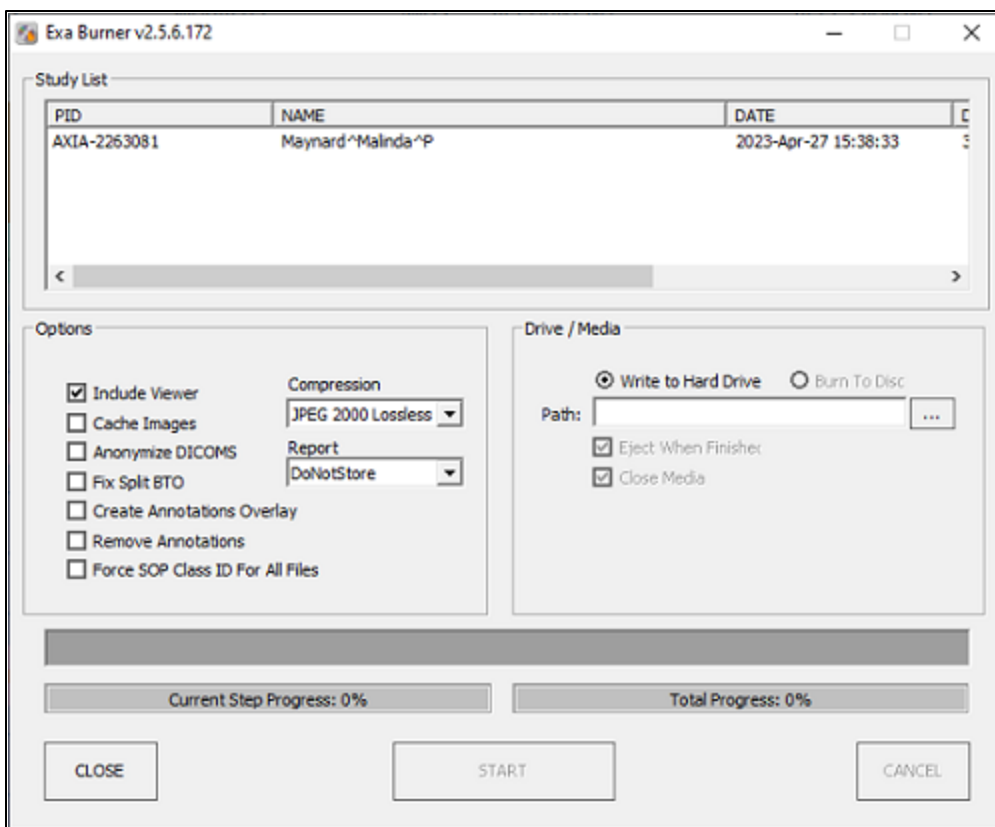 Exa Burner v2.5.6.172
Study List
PID NAME DATE
AXIA-2263081 Maynard^Malinda^P 2023-Apr-27 15:38:33
Options
Include Viewer
Cache Images
Anonymize DICOMS
Fix Split BTO
Create Annotations Overlay
Remove Annotations
Force SOP Class ID For All Files
Compression
JPEG 2000 Lossless
Report
DoNotStore
Drive / Media
Write to Hard Drive Burn To Disc
Path: ...
Eject When Finishec
Close Media
Current Step Progress: 0% Total Progress: 0%
CLOSE START CANCEL